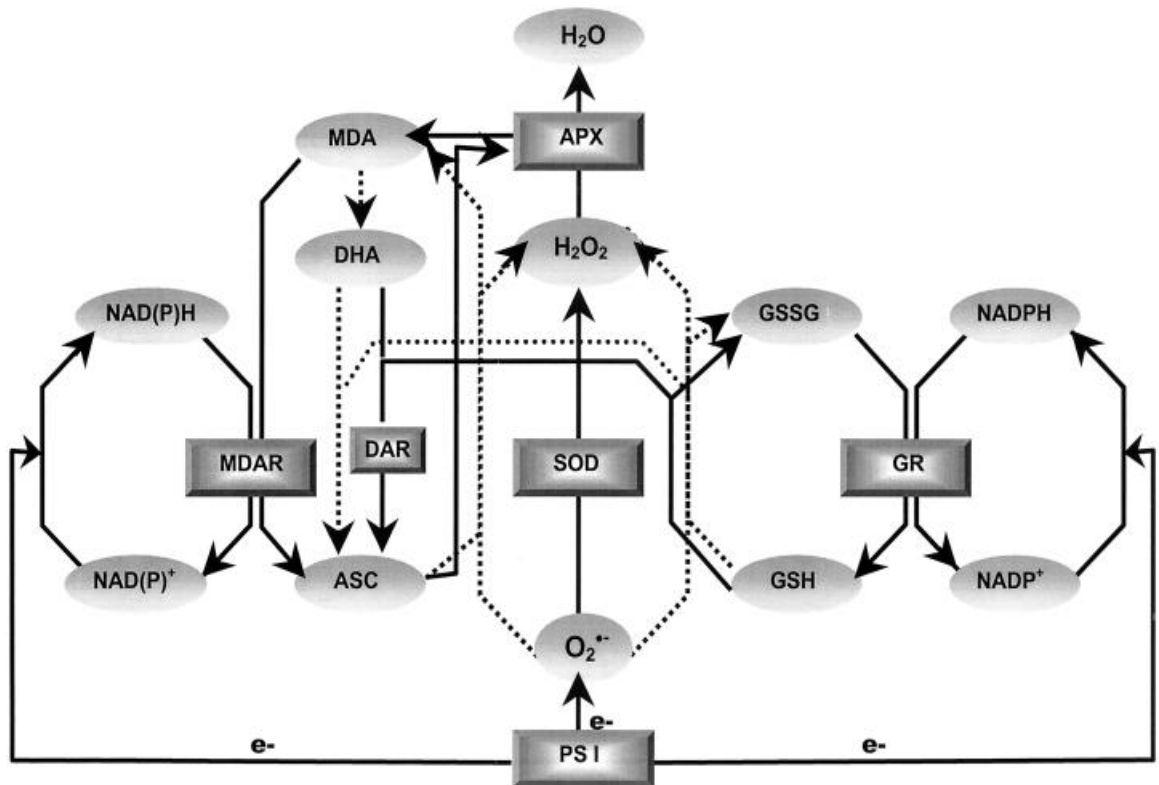 H₂O
MDA
APX
DHA
H₂O₂
NAD(P)H
GSSG
NADPH
MDAR
DAR
SOD
GR
NAD(P)⁺
ASC
GSH
NADP⁺
O₂•⁻
e-
e-
e-
PS I